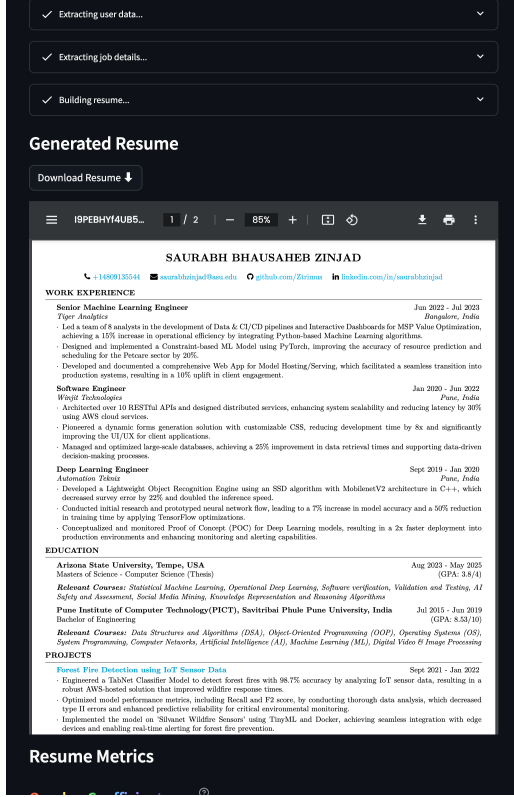 Extracting user data...
Extracting job details...
Building resume...
Generated Resume
Download Resume
I9PEBHYf4UB5... 1 / 2 85%
SAURABH BHAUSAHEB ZINJAD
+14809135544 saurabhzinjad@asu.edu github.com/Ztrimus linkedin.com/in/saurabhzinjad
WORK EXPERIENCE
Senior Machine Learning Engineer Jun 2022 - Jul 2023
Tiger Analytics Bangalore, India
· Led a team of 8 analysts in the development of Data & CI/CD pipelines and Interactive Dashboards for MSP Value Optimization,
achieving a 15% increase in operational efficiency by integrating Python-based Machine Learning algorithms.
· Designed and implemented a Constraint-based ML Model using PyTorch, improving the accuracy of resource prediction and
scheduling for the Petcare sector by 20%.
· Developed and documented a comprehensive Web App for Model Hosting/Serving, which facilitated a seamless transition into
production systems, resulting in a 10% uplift in client engagement.
Software Engineer Jan 2020 - Jun 2022
Winjit Technologies Pune, India
· Architected over 10 RESTful APIs and designed distributed services, enhancing system scalability and reducing latency by 30%
using AWS cloud services.
· Pioneered a dynamic forms generation solution with customizable CSS, reducing development time by 8x and significantly
improving the UI/UX for client applications.
· Managed and optimized large-scale databases, achieving a 25% improvement in data retrieval times and supporting data-driven
decision-making processes.
Deep Learning Engineer Sept 2019 - Jan 2020
Automation Teknix Pune, India
· Developed a Lightweight Object Recognition Engine using an SSD algorithm with MobilenetV2 architecture in C++, which
decreased survey error by 22% and doubled the inference speed.
· Conducted initial research and prototyped neural network flow, leading to a 7% increase in model accuracy and a 50% reduction
in training time by applying TensorFlow optimizations.
· Conceptualized and monitored Proof of Concept (POC) for Deep Learning models, resulting in a 2x faster deployment into
production environments and enhancing monitoring and alerting capabilities.
EDUCATION
Arizona State University, Tempe, USA Aug 2023 - May 2025
Masters of Science - Computer Science (Thesis) (GPA: 3.8/4)
Relevant Courses: Statistical Machine Learning, Operational Deep Learning, Software verification, Validation and Testing, AI
Safety and Assessment, Social Media Mining, Knowledge Representation and Reasoning Algorithms
Pune Institute of Computer Technology(PICT), Savitribai Phule Pune University, India Jul 2015 - Jun 2019
Bachelor of Engineering (GPA: 8.53/10)
Relevant Courses: Data Structures and Algorithms (DSA), Object-Oriented Programming (OOP), Operating Systems (OS),
System Programming, Computer Networks, Artificial Intelligence (AI), Machine Learning (ML), Digital Video & Image Processing
PROJECTS
Forest Fire Detection using IoT Sensor Data Sept 2021 - Jan 2022
· Engineered a TabNet Classifier Model to detect forest fires with 98.7% accuracy by analyzing IoT sensor data, resulting in a
robust AWS-hosted solution that improved wildfire response times.
· Optimized model performance metrics, including Recall and F2 score, by conducting thorough data analysis, which decreased
type II errors and enhanced predictive reliability for critical environmental monitoring.
· Implemented the model on 'Silvanet Wildfire Sensors' using TinyML and Docker, achieving seamless integration with edge
devices and enabling real-time alerting for forest fire prevention.
Resume Metrics